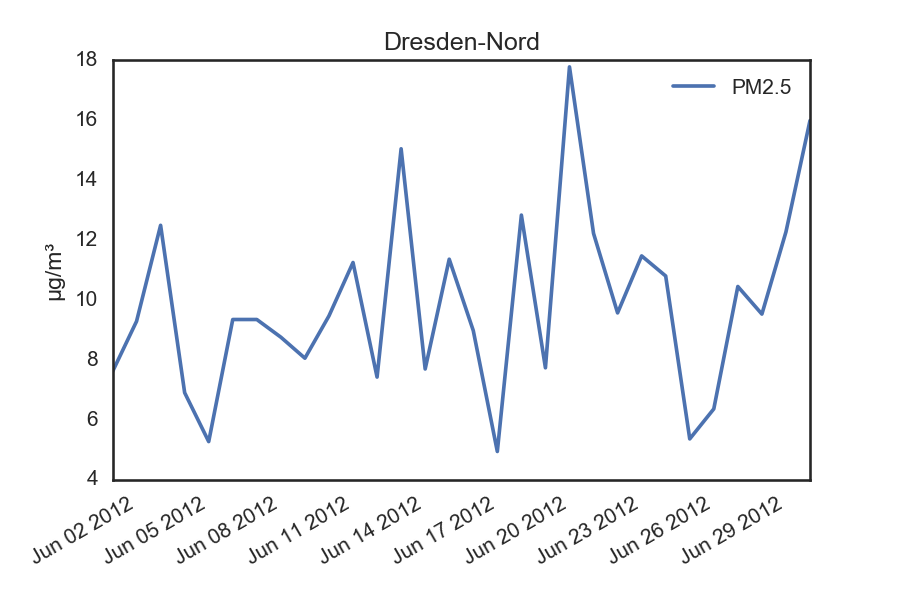 Dresden-Nord
18
16
14
12
10
8
6
4
µg/m³
PM2.5
Jun 02 2012
Jun 05 2012
Jun 08 2012
Jun 11 2012
Jun 14 2012
Jun 17 2012
Jun 20 2012
Jun 23 2012
Jun 26 2012
Jun 29 2012